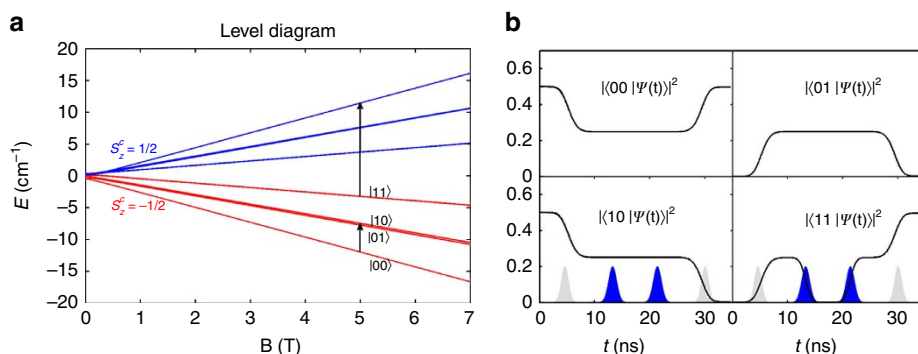 a
Level diagram
20
15
10
5
0
−5
−10
−15
−20
E (cm⁻¹)
S_z^c = 1/2
S_z^c = −1/2
|11⟩
|10⟩
|01⟩
|00⟩
0 1 2 3 4 5 6 7
B (T)
b
0.6
0.4
0.2
0
|⟨00 |Ψ(t)⟩|²
|⟨01 |Ψ(t)⟩|²
0.6
0.4
0.2
0
|⟨10 |Ψ(t)⟩|²
|⟨11 |Ψ(t)⟩|²
0 10 20 30 0 10 20 30
t (ns) t (ns)